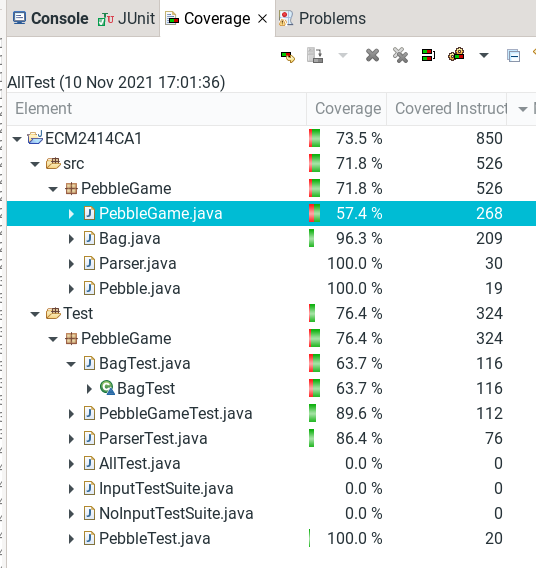 Console JUnit Coverage Problems
AllTest (10 Nov 2021 17:01:36)
Element Coverage Covered Instruct
ECM2414CA1 73.5 % 850
src 71.8 % 526
PebbleGame 71.8 % 526
PebbleGame.java 57.4 % 268
Bag.java 96.3 % 209
Parser.java 100.0 % 30
Pebble.java 100.0 % 19
Test 76.4 % 324
PebbleGame 76.4 % 324
BagTest.java 63.7 % 116
BagTest 63.7 % 116
PebbleGameTest.java 89.6 % 112
ParserTest.java 86.4 % 76
AllTest.java 0.0 % 0
InputTestSuite.java 0.0 % 0
NoInputTestSuite.java 0.0 % 0
PebbleTest.java 100.0 % 20